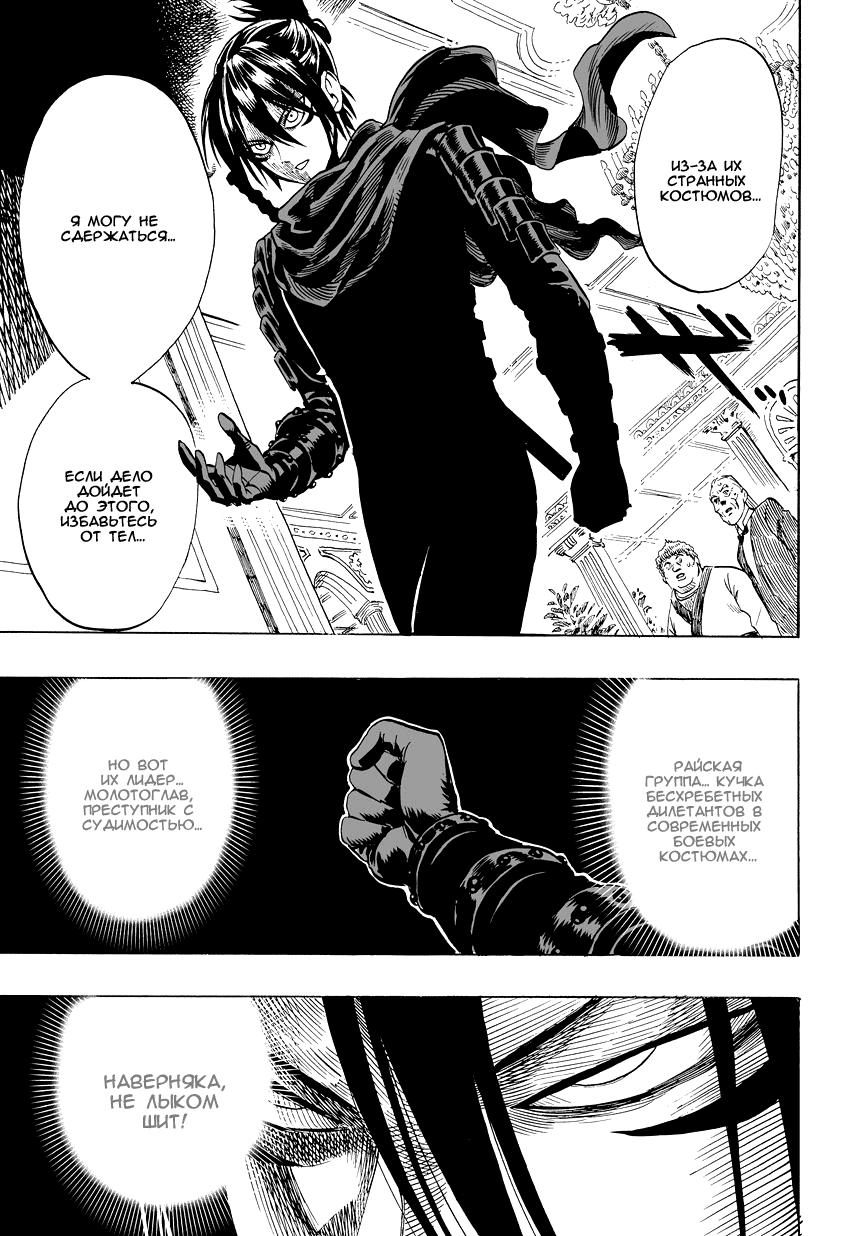 ИЗ-ЗА ИХ
СТРАННЫХ
КОСТЮМОВ...
Я МОГУ НЕ
СДЕРЖАТЬСЯ...
ЕСЛИ ДЕЛО
ДОЙДЕТ
ДО ЭТОГО,
ИЗБАВЬТЕСЬ
ОТ ТЕЛ...
РАЙСКАЯ
ГРУППА... КУЧКА
БЕСХРЕБЕТНЫХ
ДИЛЕТАНТОВ В
СОВРЕМЕННЫХ
БОЕВЫХ
КОСТЮМАХ...
НО ВОТ
ИХ ЛИДЕР...
МОЛОТОГЛАВ,
ПРЕСТУПНИК С
СУДИМОСТЬЮ...
НАВЕРНЯКА,
НЕ ЛЫКОМ
ШИТ!